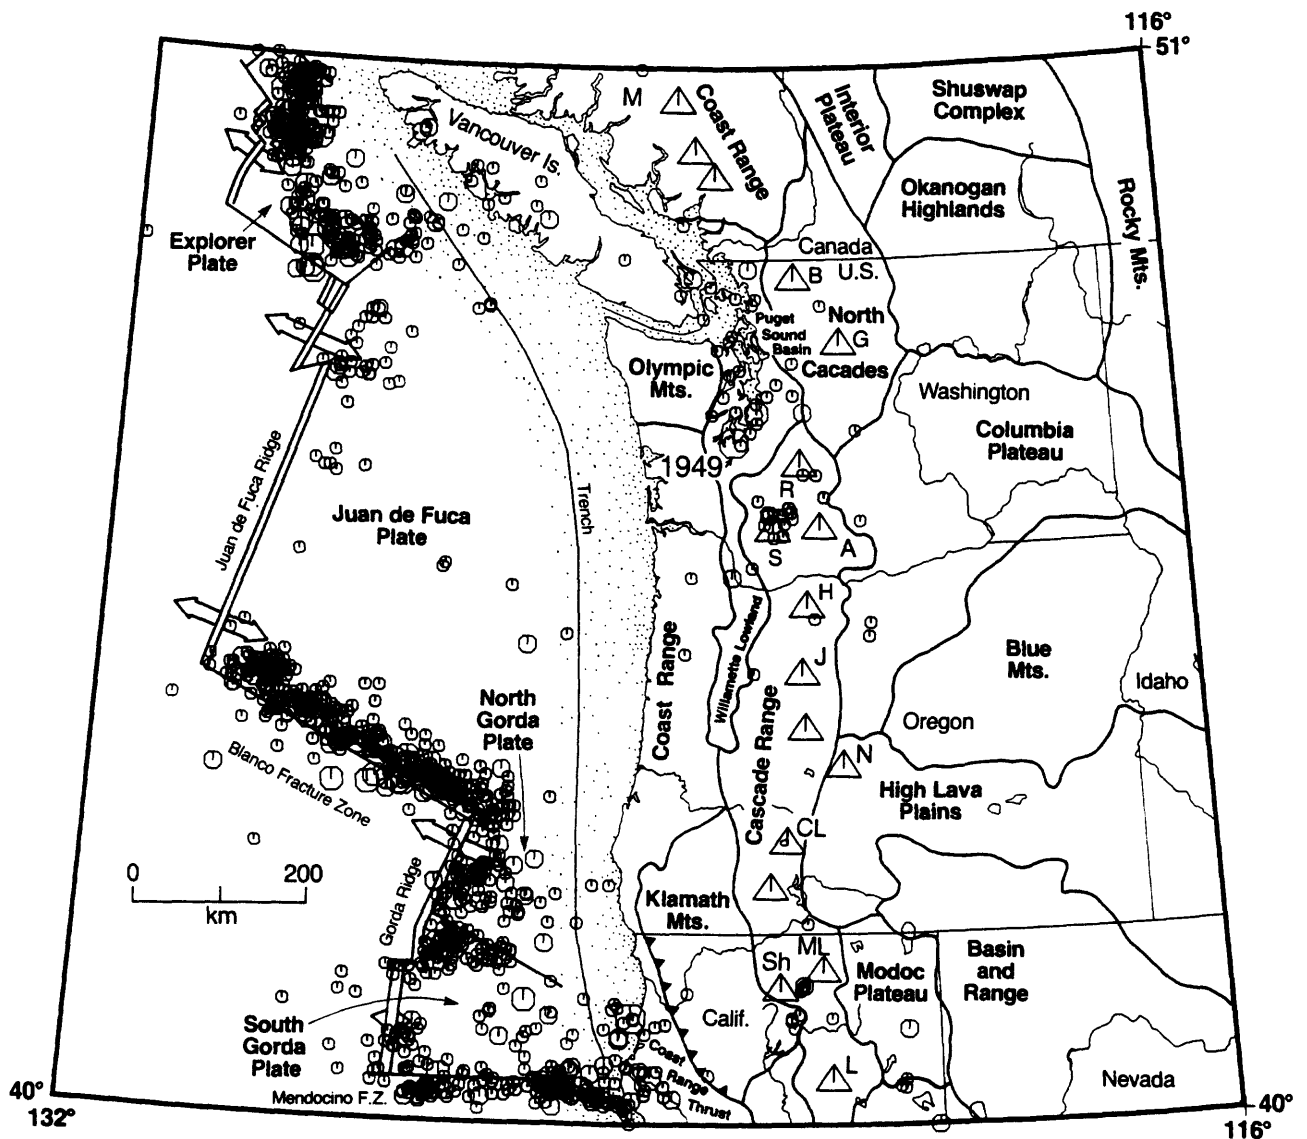 116°
51°
M
Coast Range
Interior
Plateau
Shuswap
Complex
Vancouver Is.
Okanogan
Highlands
Rocky Mts.
Explorer
Plate
Canada
U.S.
B
Puget
Sound
Basin
North
G
Cacades
Olympic
Mts.
Washington
Columbia
Plateau
1949
Juan de Fuca Ridge
Trench
R
Juan de Fuca
Plate
S
A
H
Willamette Lowland
Coast Range
J
Blue
Mts.
Idaho
North
Gorda
Plate
Oregon
Cascade Range
N
Blanco Fracture Zone
High Lava
Plains
CL
0
200
km
Gorda Ridge
Klamath
Mts.
ML
Sh
Modoc
Plateau
Basin
and
Range
Calif.
South
Gorda
Plate
Coast
Range
Thrust
L
Nevada
Mendocino F.Z.
40°
132°
40°
116°